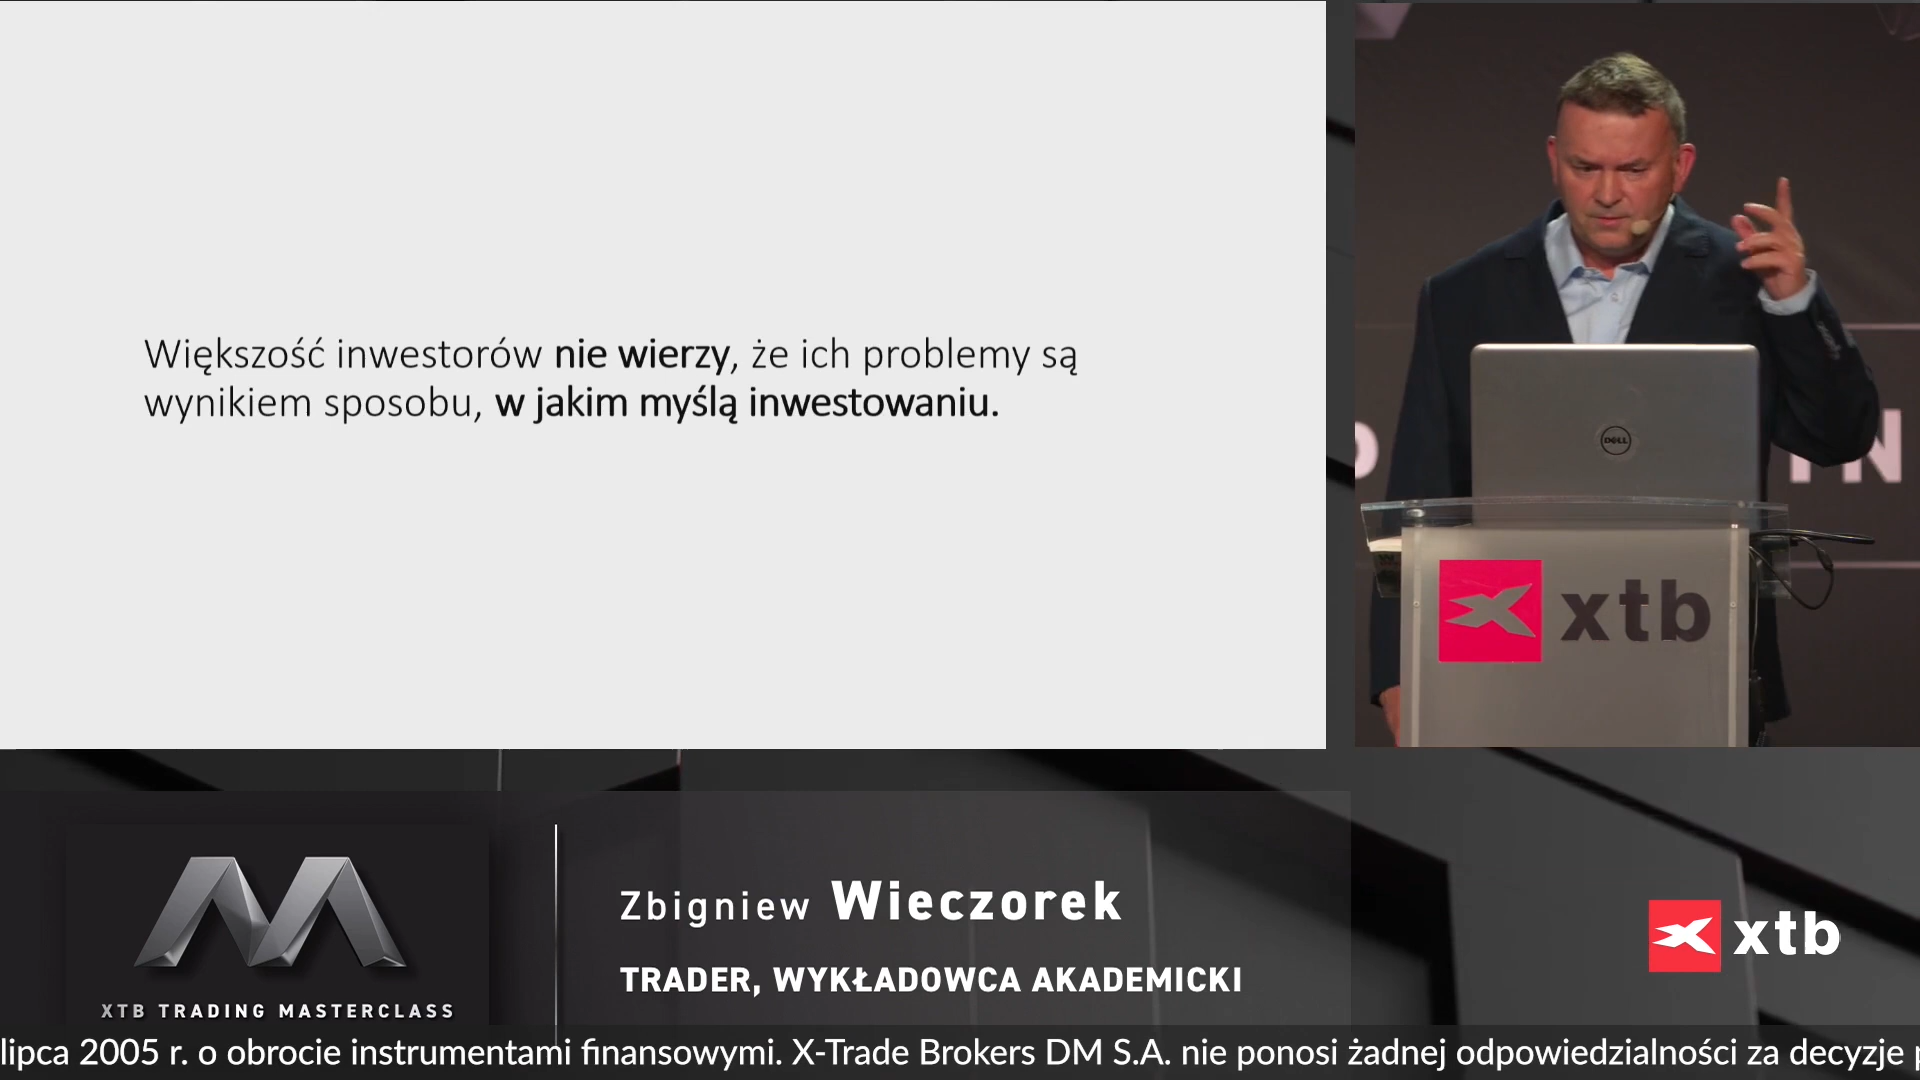 Większość inwestorów nie wierzy, że ich problemy są
wynikiem sposobu, w jakim myślą inwestowaniu.
DELL
xtb
XTB TRADING MASTERCLASS
Zbigniew Wieczorek
TRADER, WYKŁADOWCA AKADEMICKI
xtb
lipca 2005 r. o obrocie instrumentami finansowymi. X-Trade Brokers DM S.A. nie ponosi żadnej odpowiedzialności za decyzje